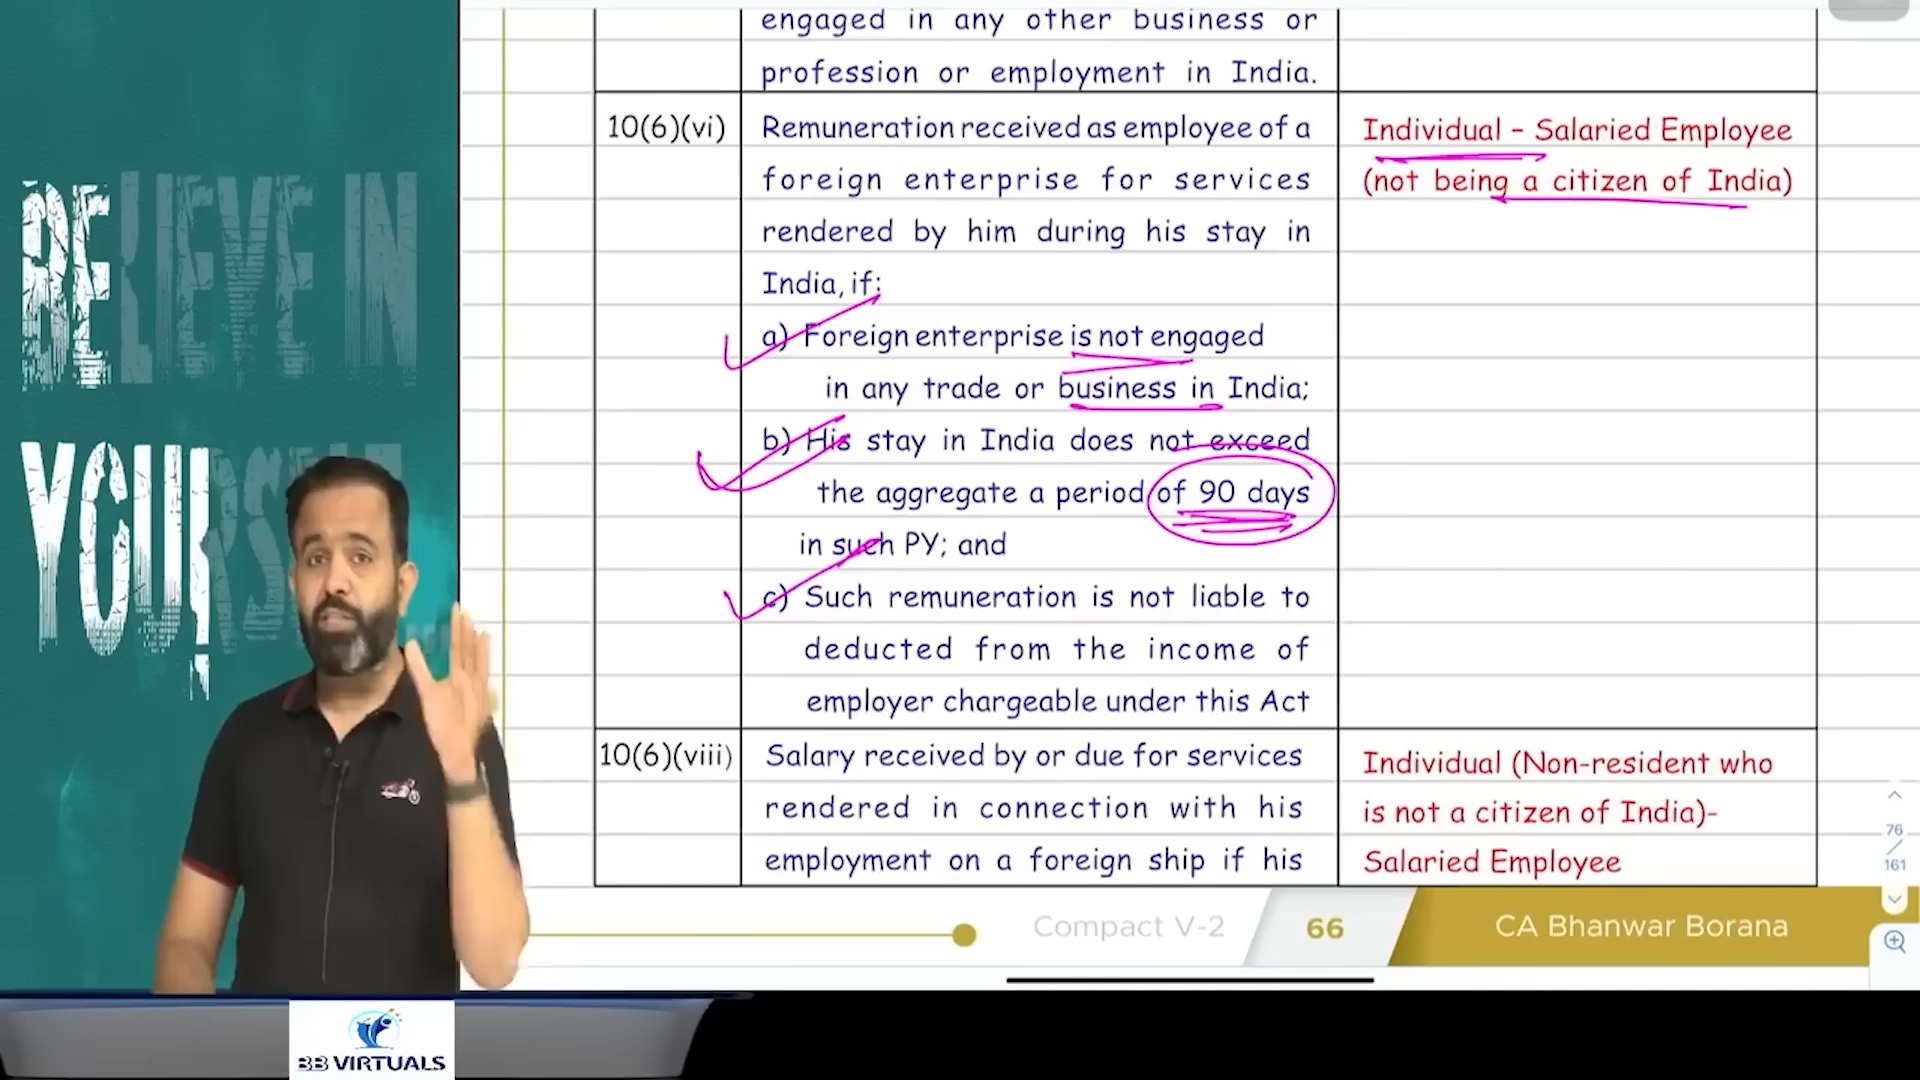 BELIEVE IN
YOURSELF
engaged in any other business or
profession or employment in India.
10(6)(vi)
Remuneration received as employee of a
foreign enterprise for services
rendered by him during his stay in
India, if:
a) Foreign enterprise is not engaged
in any trade or business in India;
b) His stay in India does not exceed
the aggregate a period of 90 days
in such PY; and
c) Such remuneration is not liable to
deducted from the income of
employer chargeable under this Act
Individual – Salaried Employee
(not being a citizen of India)
10(6)(viii)
Salary received by or due for services
rendered in connection with his
employment on a foreign ship if his
Individual (Non-resident who
is not a citizen of India)-
Salaried Employee
76
/
161
Compact V-2
66
CA Bhanwar Borana
BB VIRTUALS